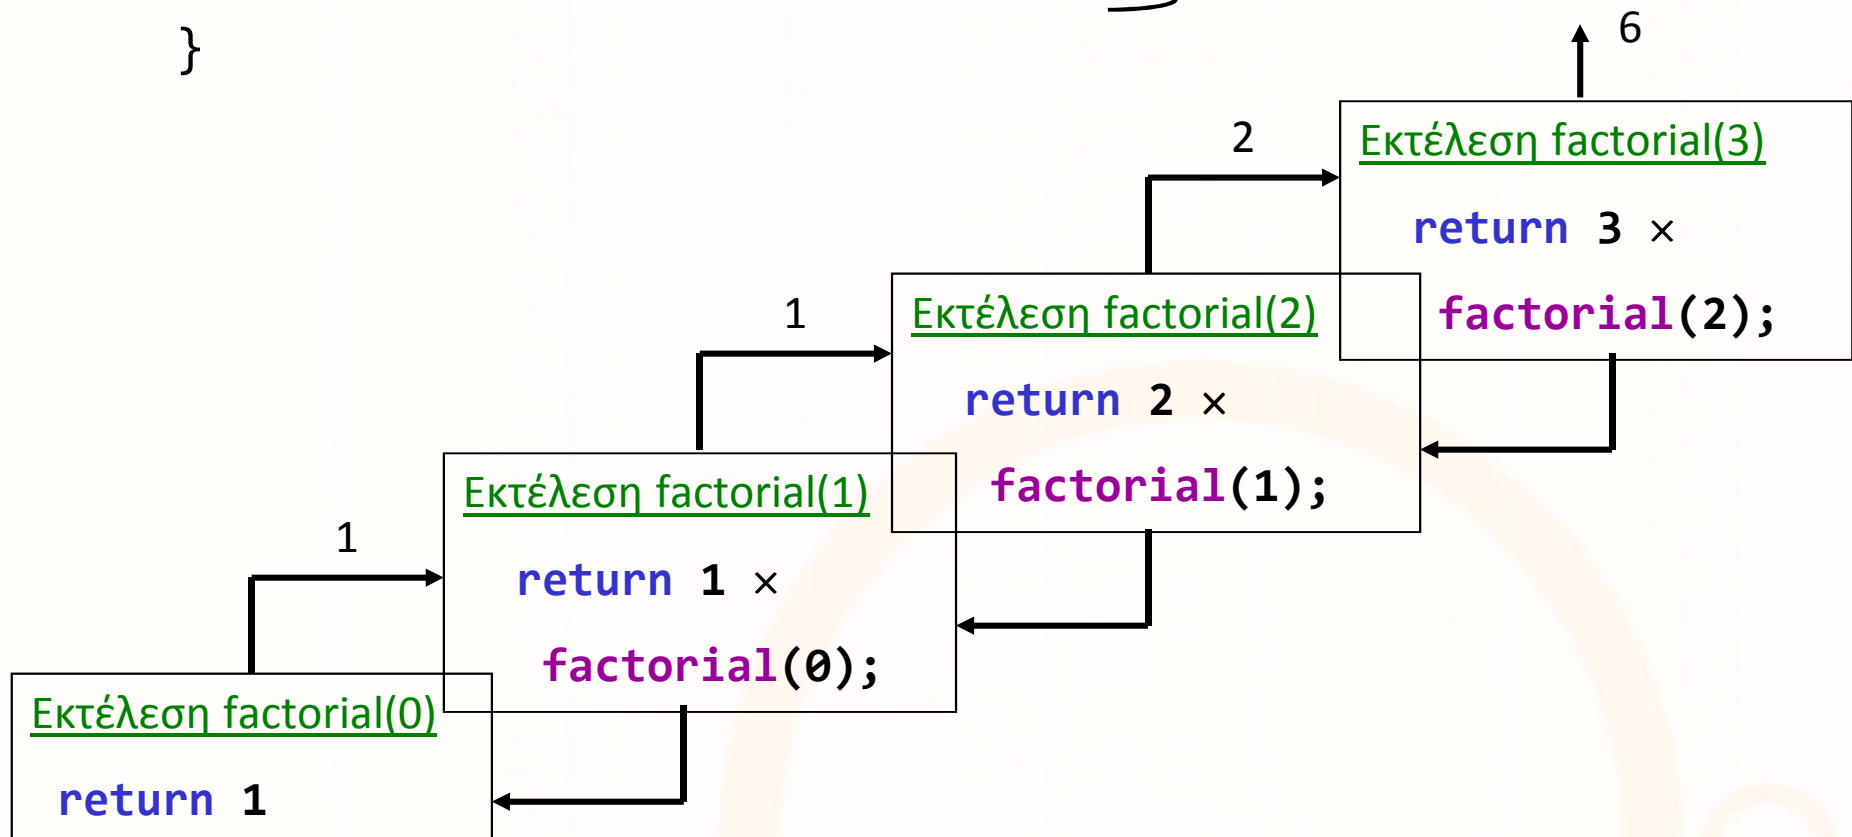 }
6
2
Εκτέλεση factorial(3)
return 3 ×
factorial(2);
1
Εκτέλεση factorial(2)
return 2 ×
factorial(1);
1
Εκτέλεση factorial(1)
return 1 ×
factorial(0);
Εκτέλεση factorial(0)
return 1